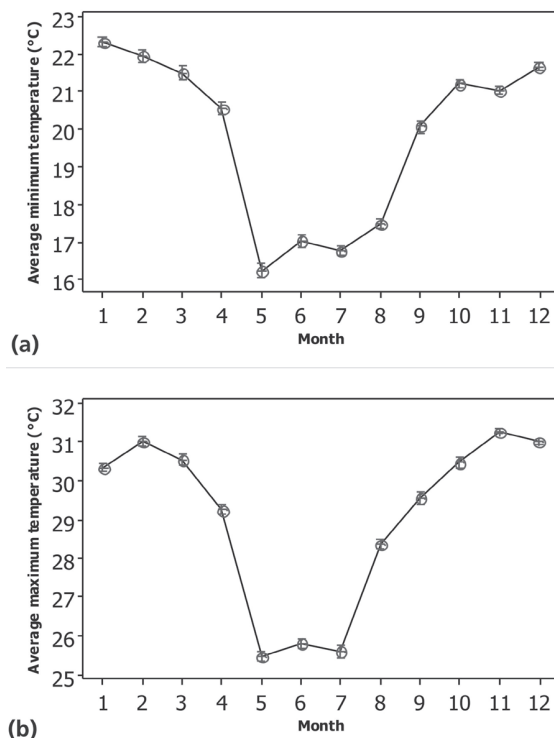 23
22
21
20
19
18
17
16
Average minimum temperature (°C)
1 2 3 4 5 6 7 8 9 10 11 12
Month
(a)
32
31
30
29
28
27
26
25
Average maximum temperature (°C)
1 2 3 4 5 6 7 8 9 10 11 12
Month
(b)